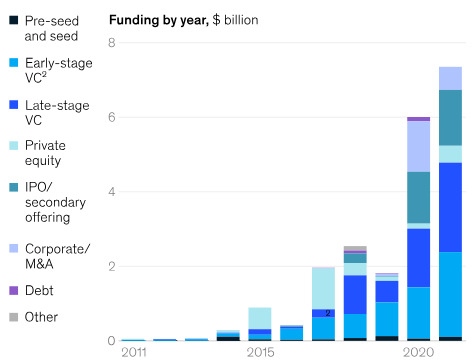 Funding by year, $ billion
Pre-seed
and seed
Early-stage
VC²
Late-stage
VC
Private
equity
IPO/
secondary
offering
Corporate/
M&A
Debt
Other
8
6
4
2
0
2
2011
2015
2020